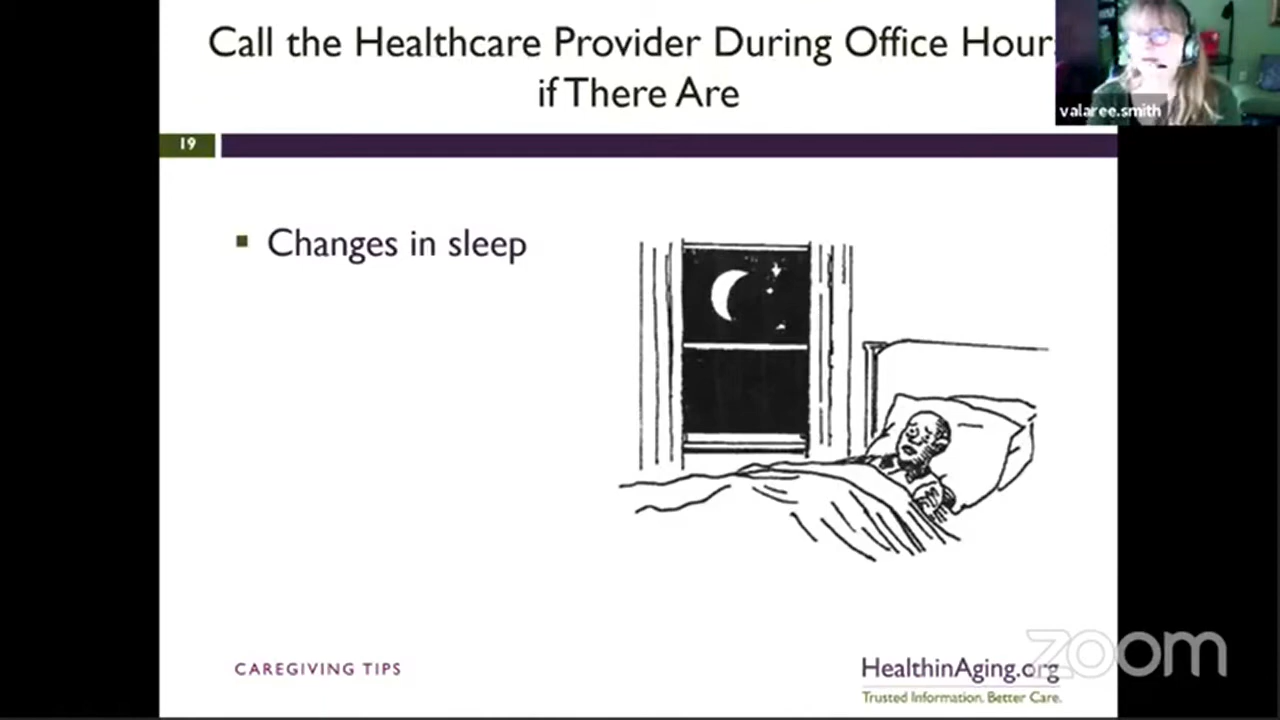 Call the Healthcare Provider During Office Hour
if There Are
valaree.smith
19
Changes in sleep
CAREGIVING TIPS
HealthinAging.org
Trusted Information. Better Care.
zoom